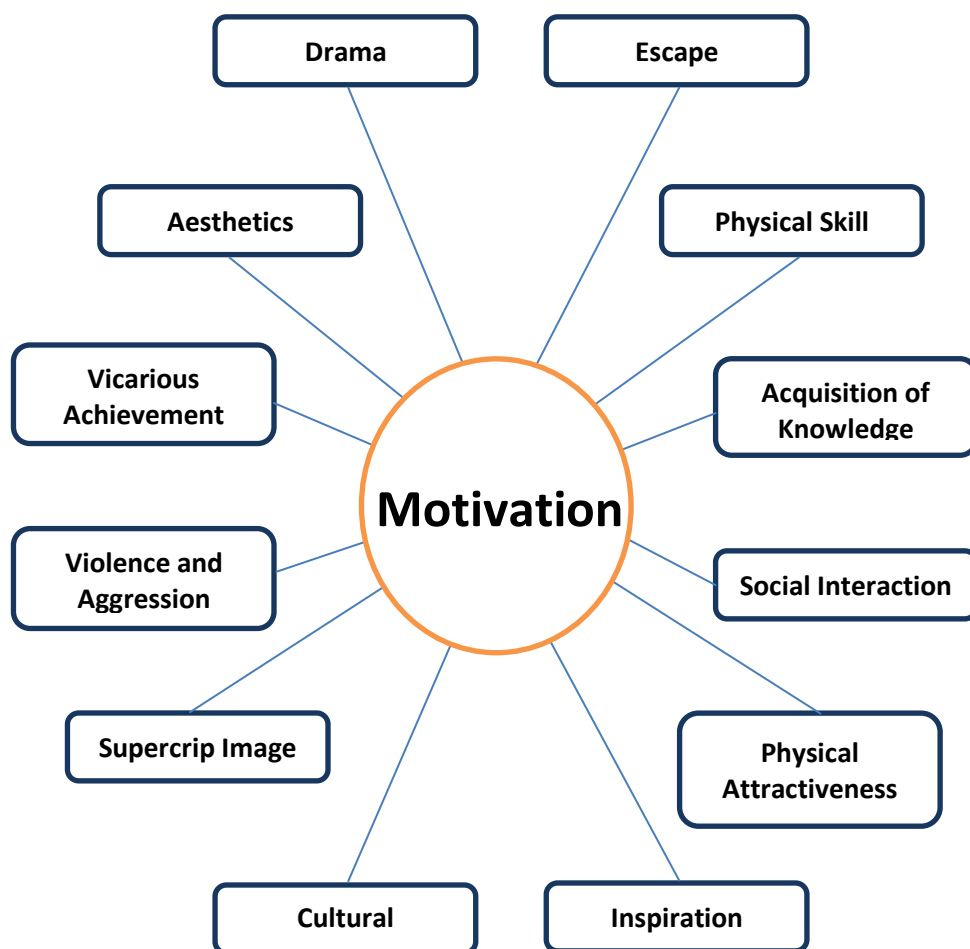 Drama
Escape
Aesthetics
Physical Skill
Vicarious
Achievement
Acquisition of
Knowledge
Motivation
Violence and
Aggression
Social Interaction
Supercrip Image
Physical
Attractiveness
Cultural
Inspiration